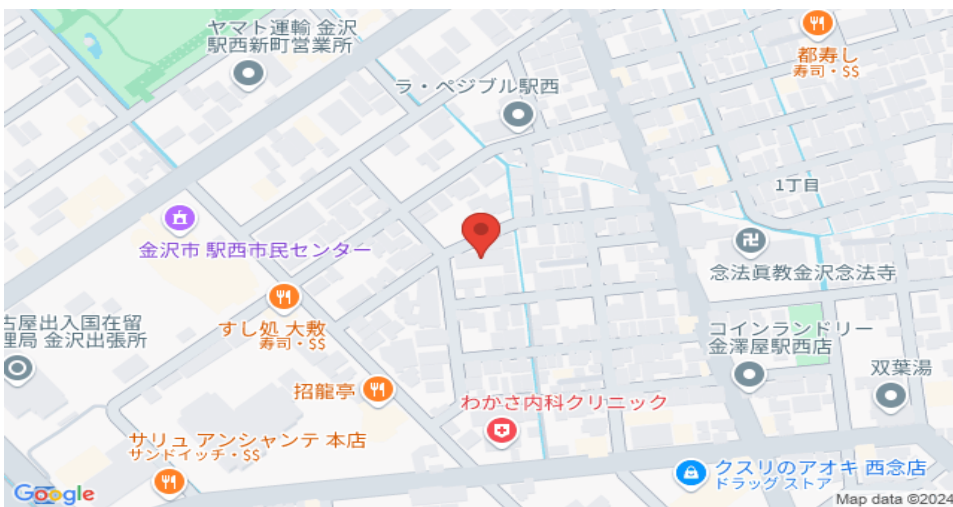 ヤマト運輸 金沢
駅西新町営業所
都寿し
寿司・$$
ラ・ペジブル駅西
1丁目
金沢市 駅西市民センター
念法眞教金沢念法寺
古屋出入国在留
理局 金沢出張所
すし処 大敷
寿司・$$
コインランドリー
金澤屋駅西店
双葉湯
招龍亭
わかさ内科クリニック
サリュ アンシャンテ 本店
サンドイッチ・$$
クスリのアオキ 西念店
ドラッグ ストア
Google
Map data ©2024